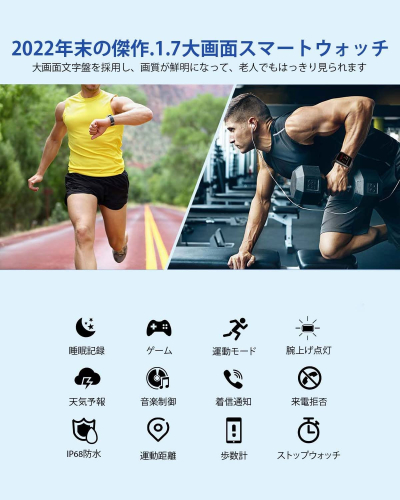 2022年末の傑作.1.7大画面スマートウォッチ
大画面文字盤を採用し、画質が鮮明になって、老人でもはっきり見られます
睡眠記録 ゲーム 運動モード 腕上げ点灯
天気予報 音楽制御 着信通知 来電拒否
IP68防水 運動距離 歩数計 ストップウォッチ